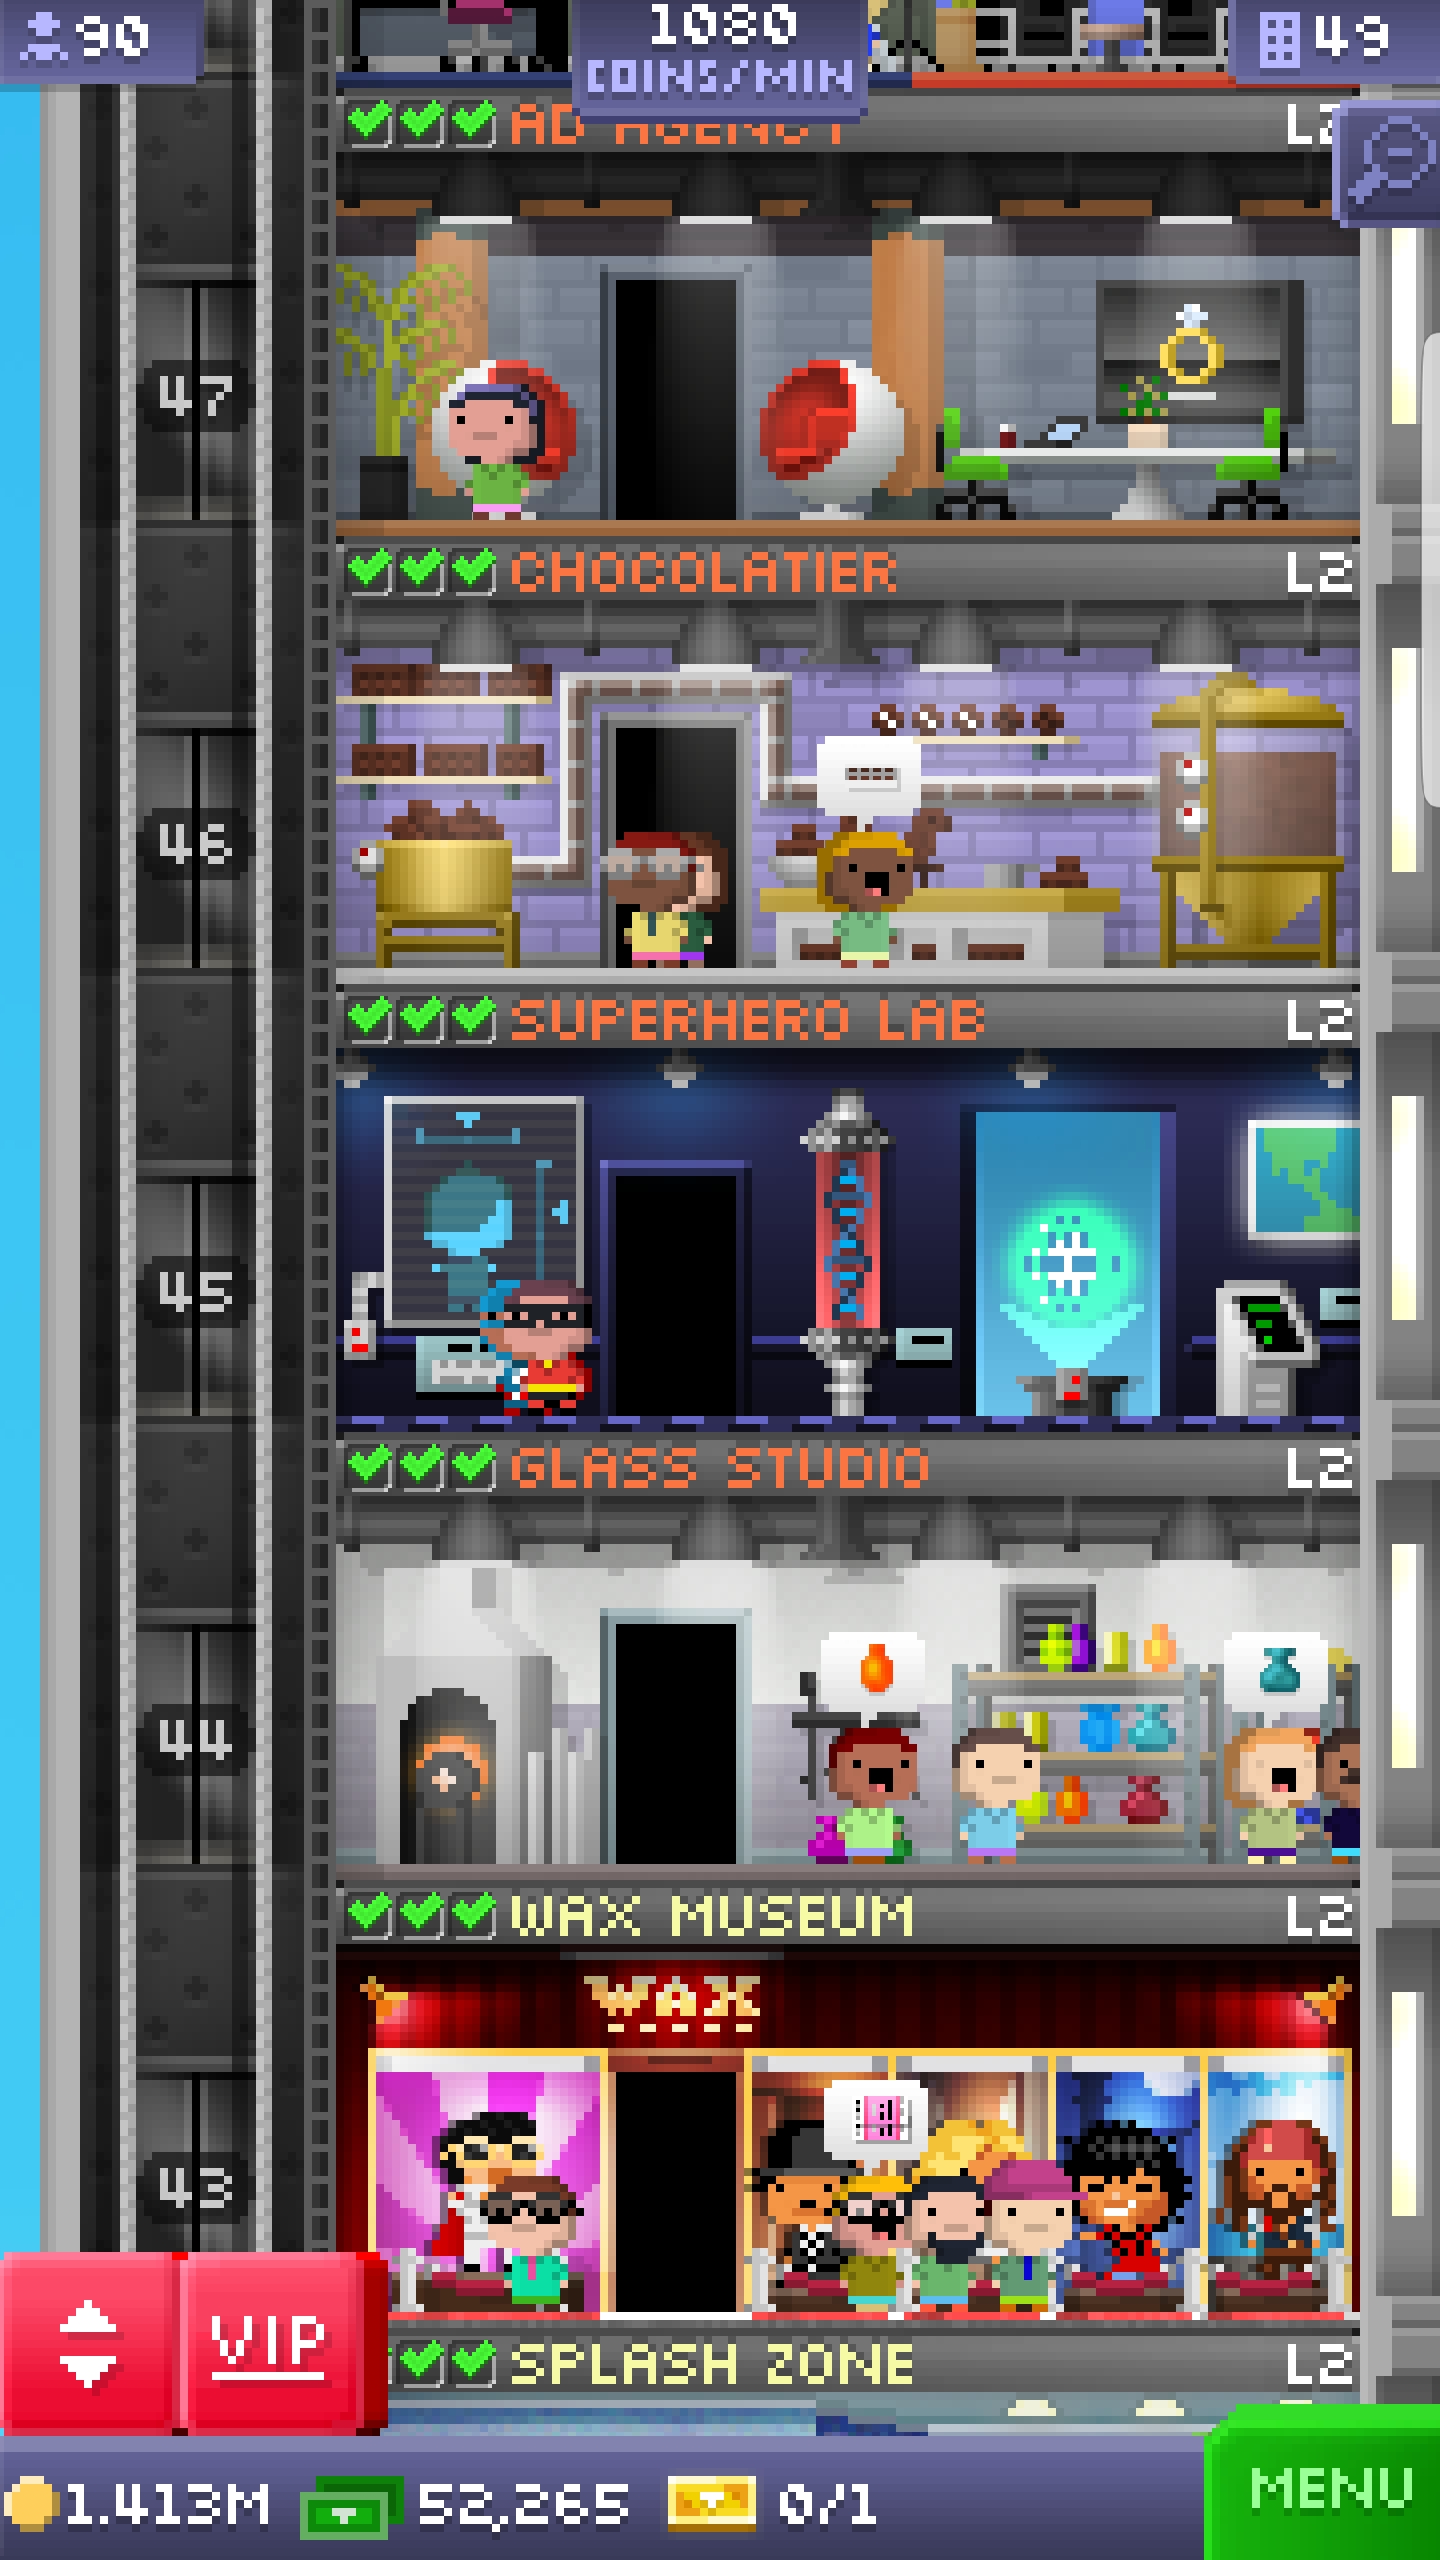 90
1080
COINS/MIN
49
AD AGENCY
L2
47
CHOCOLATIER
L2
46
SUPERHERO LAB
L2
45
GLASS STUDIO
L2
44
WAX MUSEUM
L2
WAX
43
VIP
SPLASH ZONE
L2
1.413M
52,265
0/1
MENU